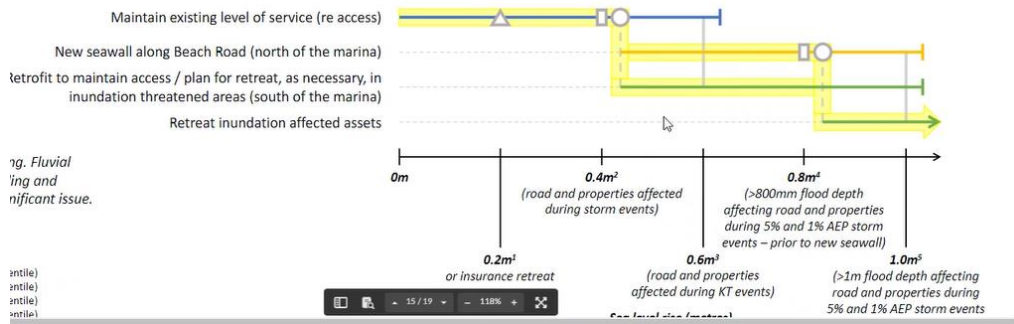 Maintain existing level of service (re access)
New seawall along Beach Road (north of the marina)
Retrofit to maintain access / plan for retreat, as necessary, in
inundation threatened areas (south of the marina)
Retreat inundation affected assets
ng. Fluvial
ing and
nificant issue.
0m
0.4m²
(road and properties affected
during storm events)
0.8m⁴
(>800mm flood depth
affecting road and properties
during 5% and 1% AEP storm
events – prior to new seawall)
0.2m¹
or insurance retreat
0.6m³
(road and properties
affected during KT events)
1.0m⁵
(>1m flood depth affecting
road and properties during
5% and 1% AEP storm events
entile)
entile)
entile)
entile)
15 / 19
118%
Sea level rise (metres)